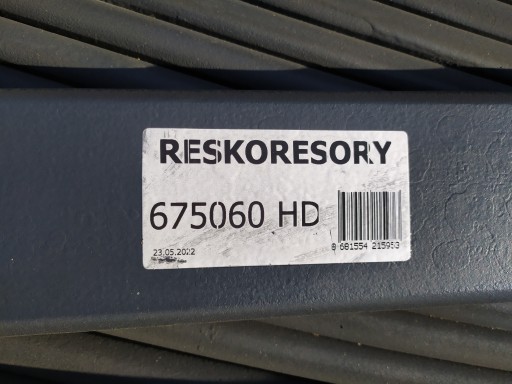 RESKORESORY
675060 HD
8 681554 215953
23.05.2022